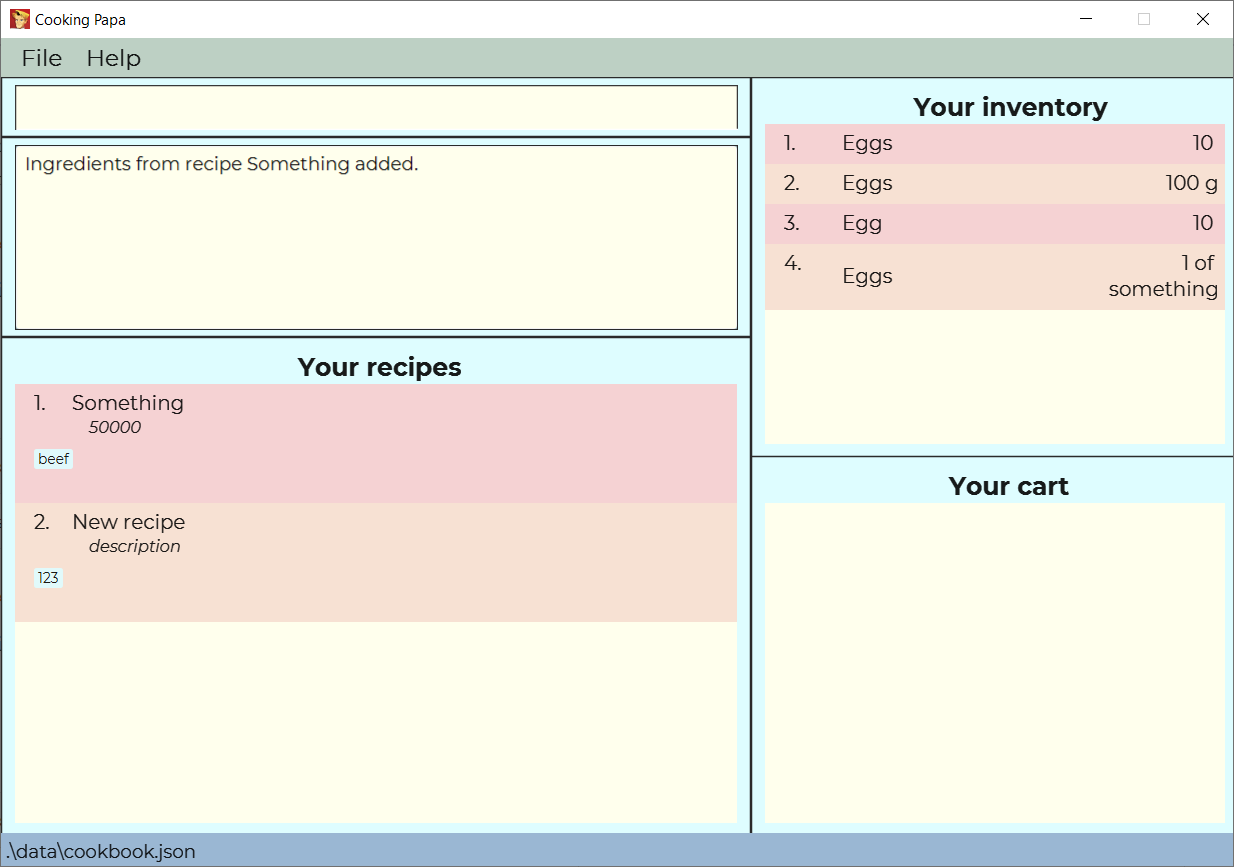 Cooking Papa
File Help
Ingredients from recipe Something added.
Your recipes
1. Something
50000
beef
2. New recipe
description
123
Your inventory
1. Eggs 10
2. Eggs 100 g
3. Egg 10
4. Eggs 1 of
something
Your cart
.\data\cookbook.json